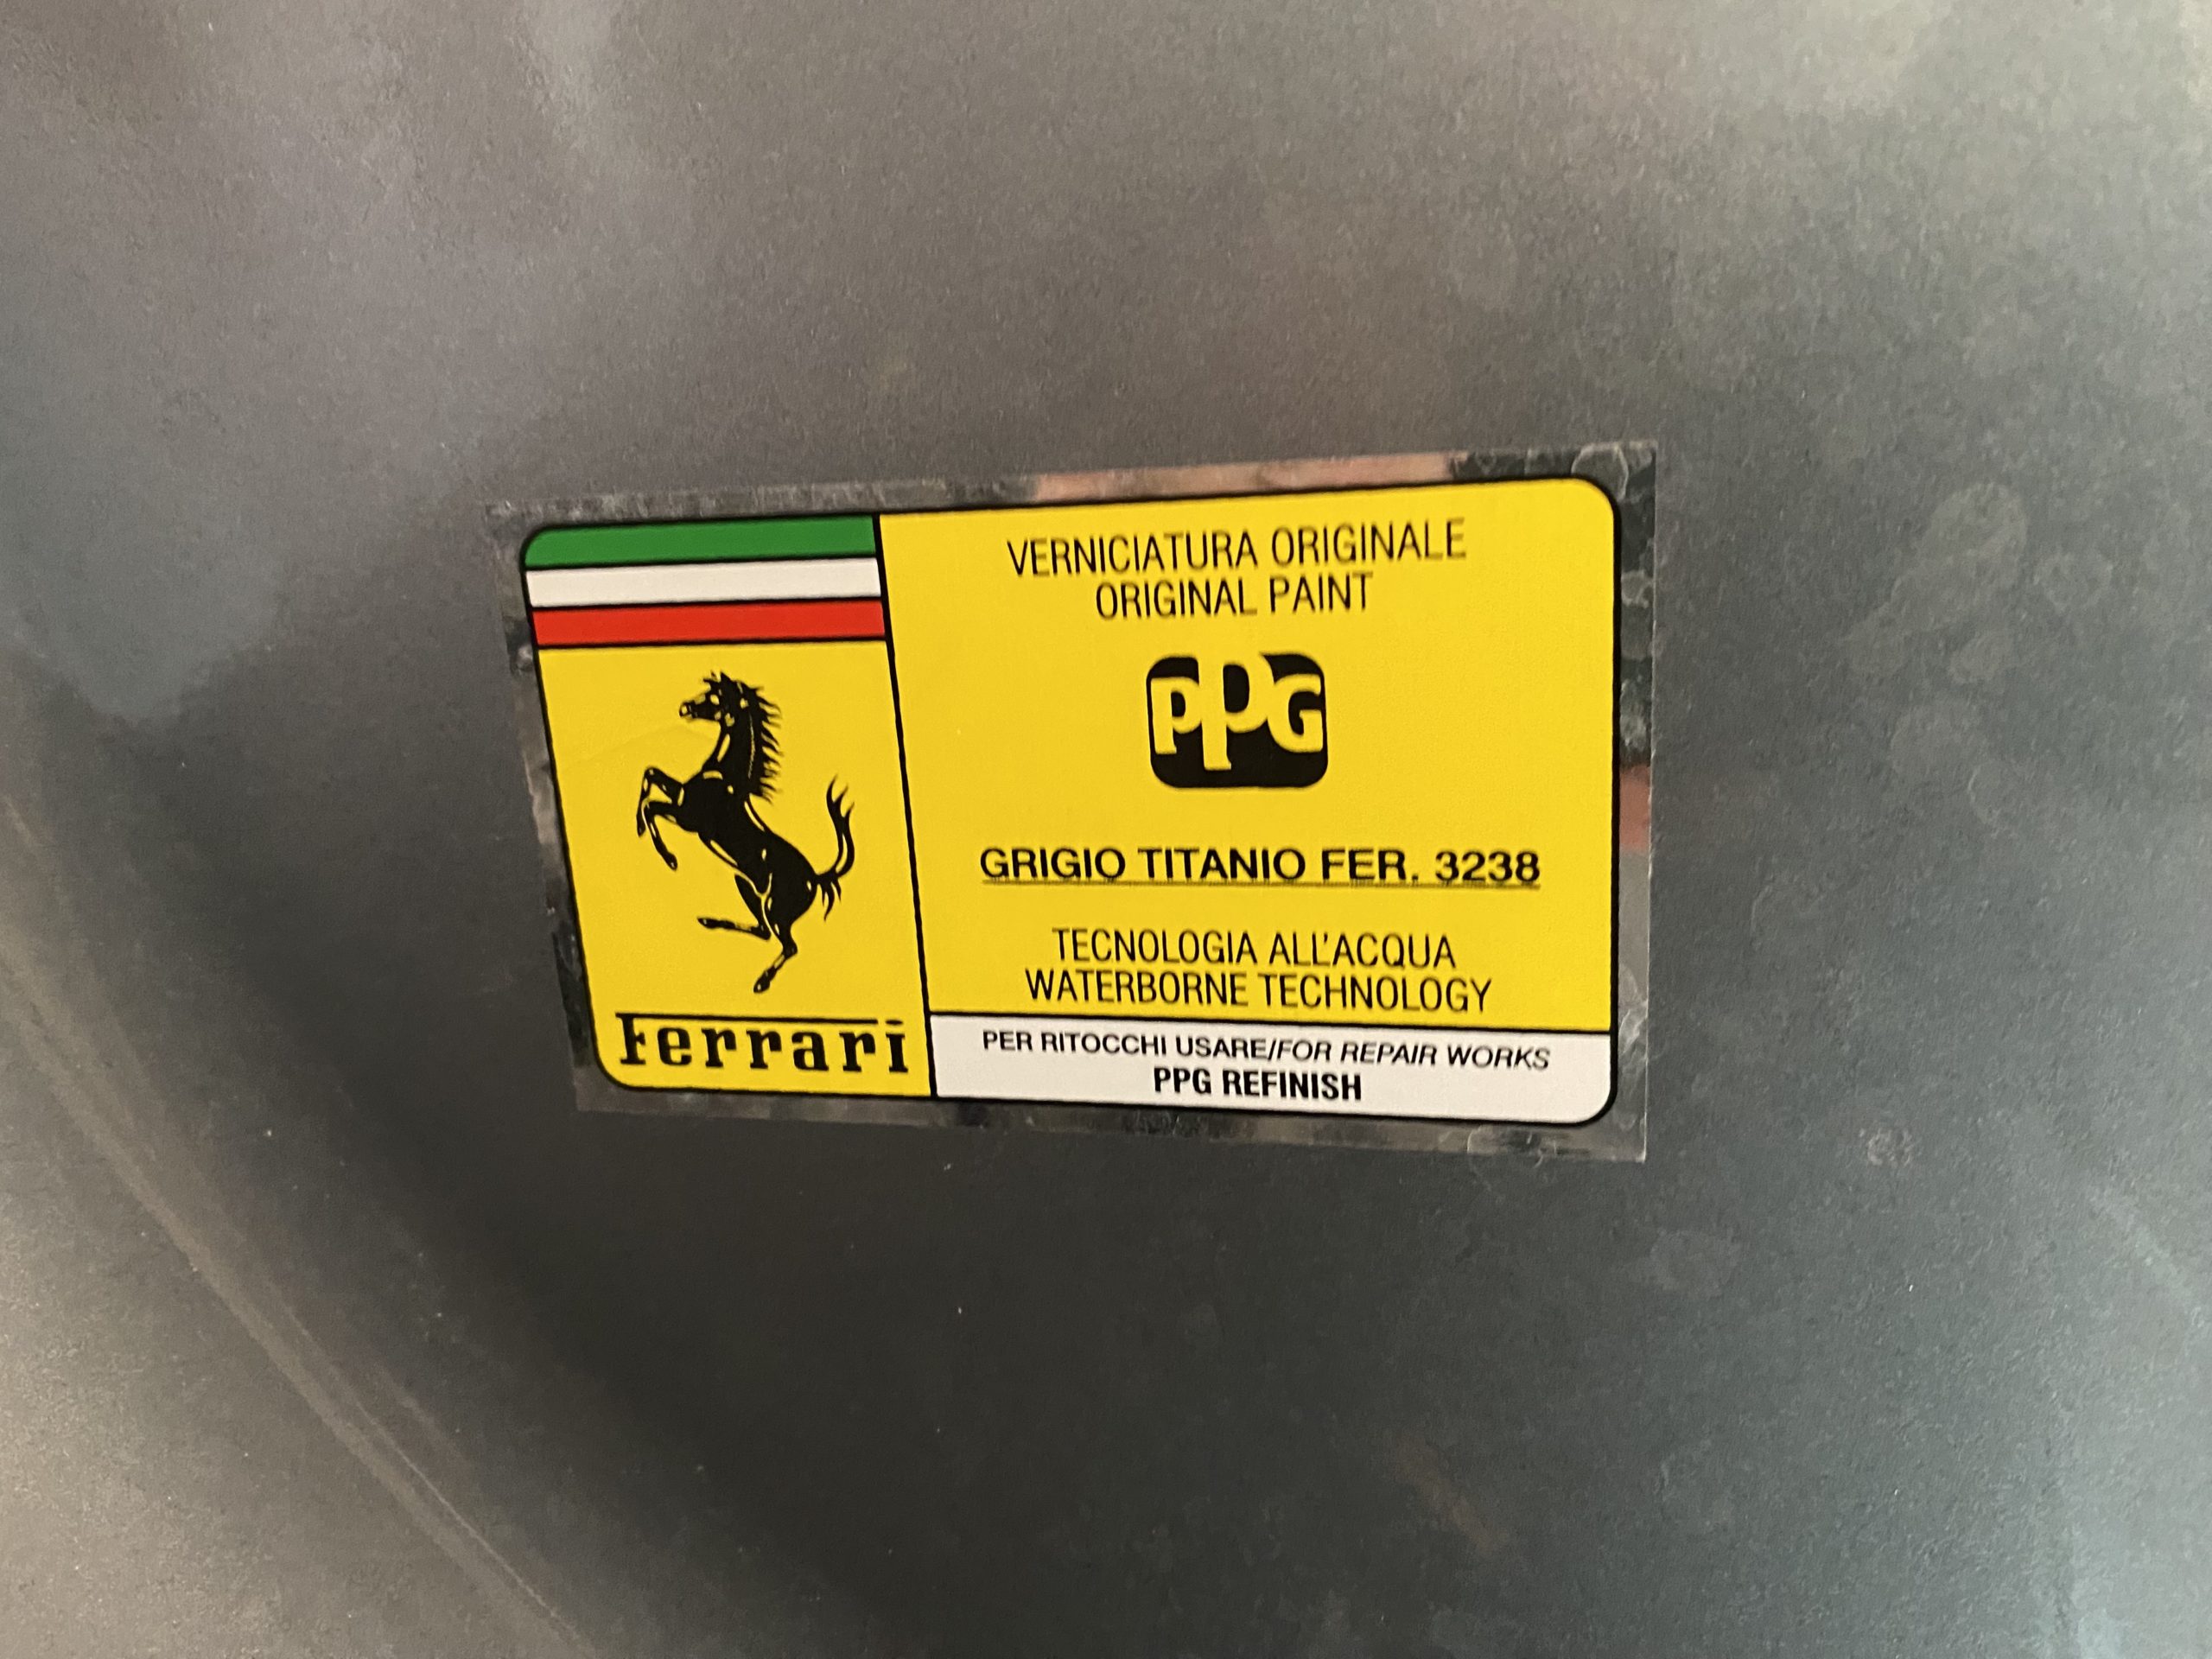 VERNICIATURA ORIGINALE
ORIGINAL PAINT
PPG
GRIGIO TITANIO FER. 3238
TECNOLOGIA ALL'ACQUA
WATERBORNE TECHNOLOGY
Ferrari
PER RITOCCHI USARE/FOR REPAIR WORKS
PPG REFINISH